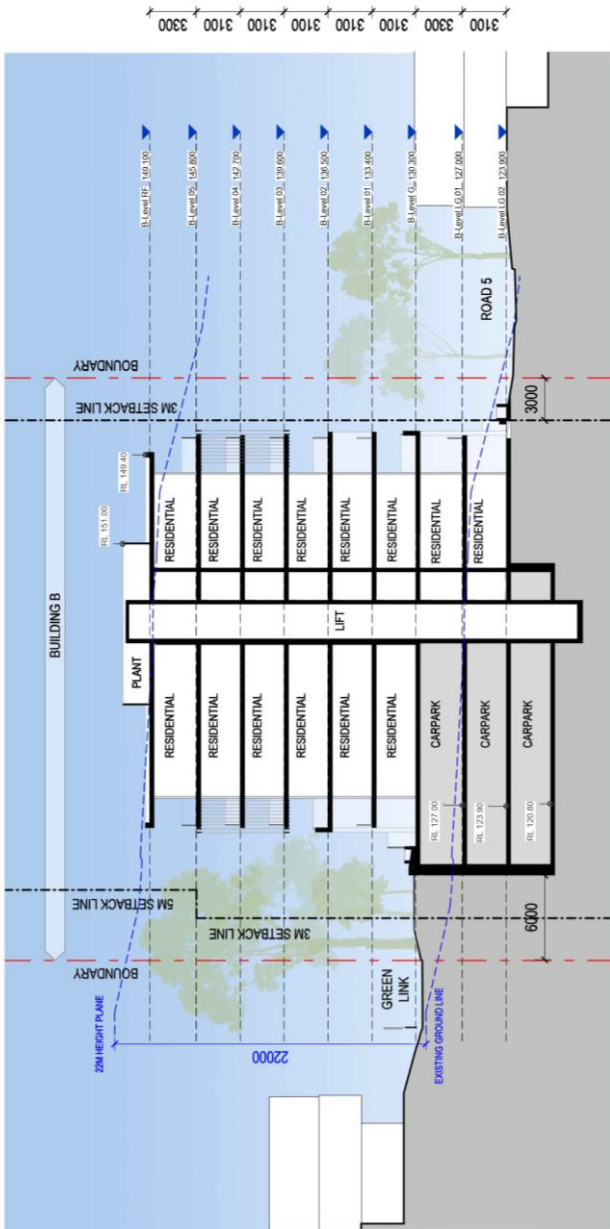 BUILDING B
BOUNDARY
BOUNDARY
22M HEIGHT PLANE
5M SETBACK LINE
3M SETBACK LINE
3M SETBACK LINE
RL 151.00
RL 149.40
PLANT
LIFT
RESIDENTIAL
RESIDENTIAL
RESIDENTIAL
RESIDENTIAL
RESIDENTIAL
RESIDENTIAL
RESIDENTIAL
RESIDENTIAL
RESIDENTIAL
RESIDENTIAL
RESIDENTIAL
RESIDENTIAL
RESIDENTIAL
RESIDENTIAL
CARPARK
CARPARK
CARPARK
RL 127.00
RL 123.90
RL 120.80
GREEN
LINK
ROAD 5
EXISTING GROUND LINE
22000
6000
3000
B-Level RF 149.100
B-Level 05 145.800
B-Level 04 142.700
B-Level 03 139.600
B-Level 02 136.500
B-Level 01 133.400
B-Level G 130.300
B-Level LG 01 127.000
B-Level LG 02 123.900
3300
3100
3100
3100
3100
3100
3300
3100